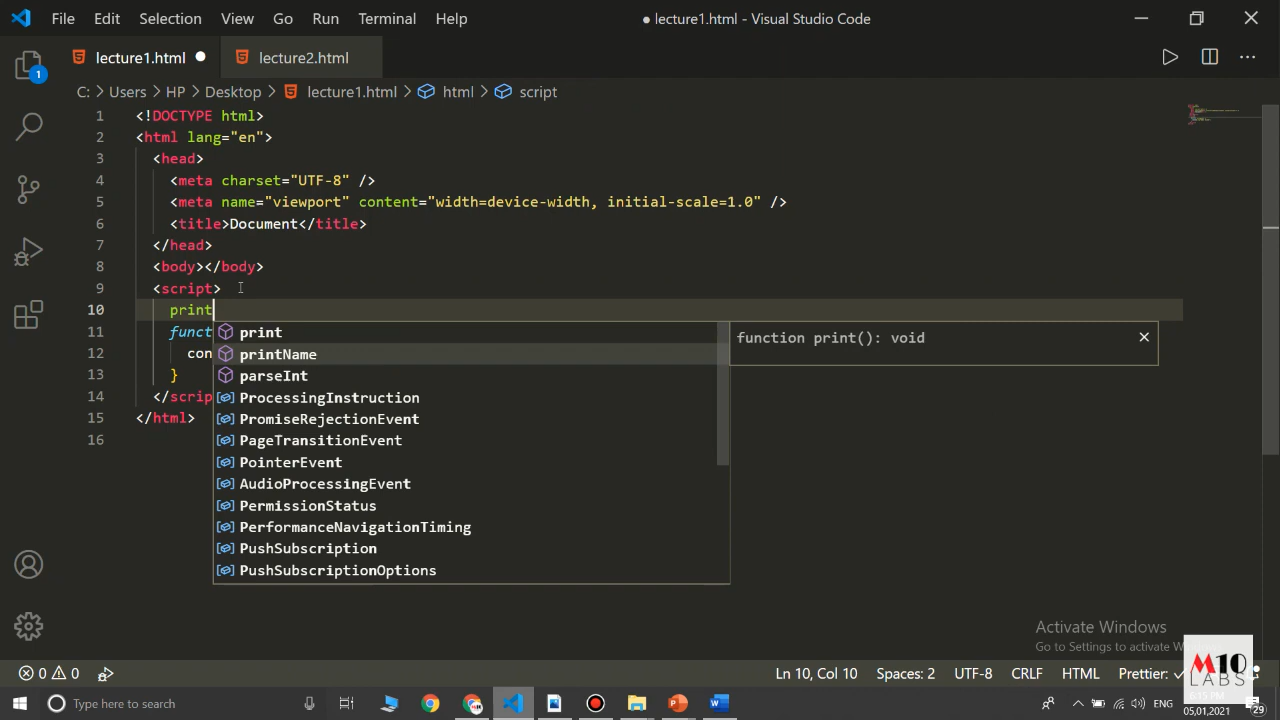 File Edit Selection View Go Run Terminal Help
● lecture1.html - Visual Studio Code
lecture1.html ● lecture2.html
C: > Users > HP > Desktop > lecture1.html > html > script
1 <!DOCTYPE html>
2 <html lang="en">
3 <head>
4 <meta charset="UTF-8" />
5 <meta name="viewport" content="width=device-width, initial-scale=1.0" />
6 <title>Document</title>
7 </head>
8 <body></body>
9 <script>
10 print
11 funct
12 con
13 }
14 </scrip
15 </html>
16
print
printName
parseInt
ProcessingInstruction
PromiseRejectionEvent
PageTransitionEvent
PointerEvent
AudioProcessingEvent
PermissionStatus
PerformanceNavigationTiming
PushSubscription
PushSubscriptionOptions
function print(): void
1
Activate Windows
Go to Settings to activate W
M10
LABS
0 0
Ln 10, Col 10 Spaces: 2 UTF-8 CRLF HTML Prettier: ✓
Type here to search
ENG
6:15 PM
05,01,2021
29